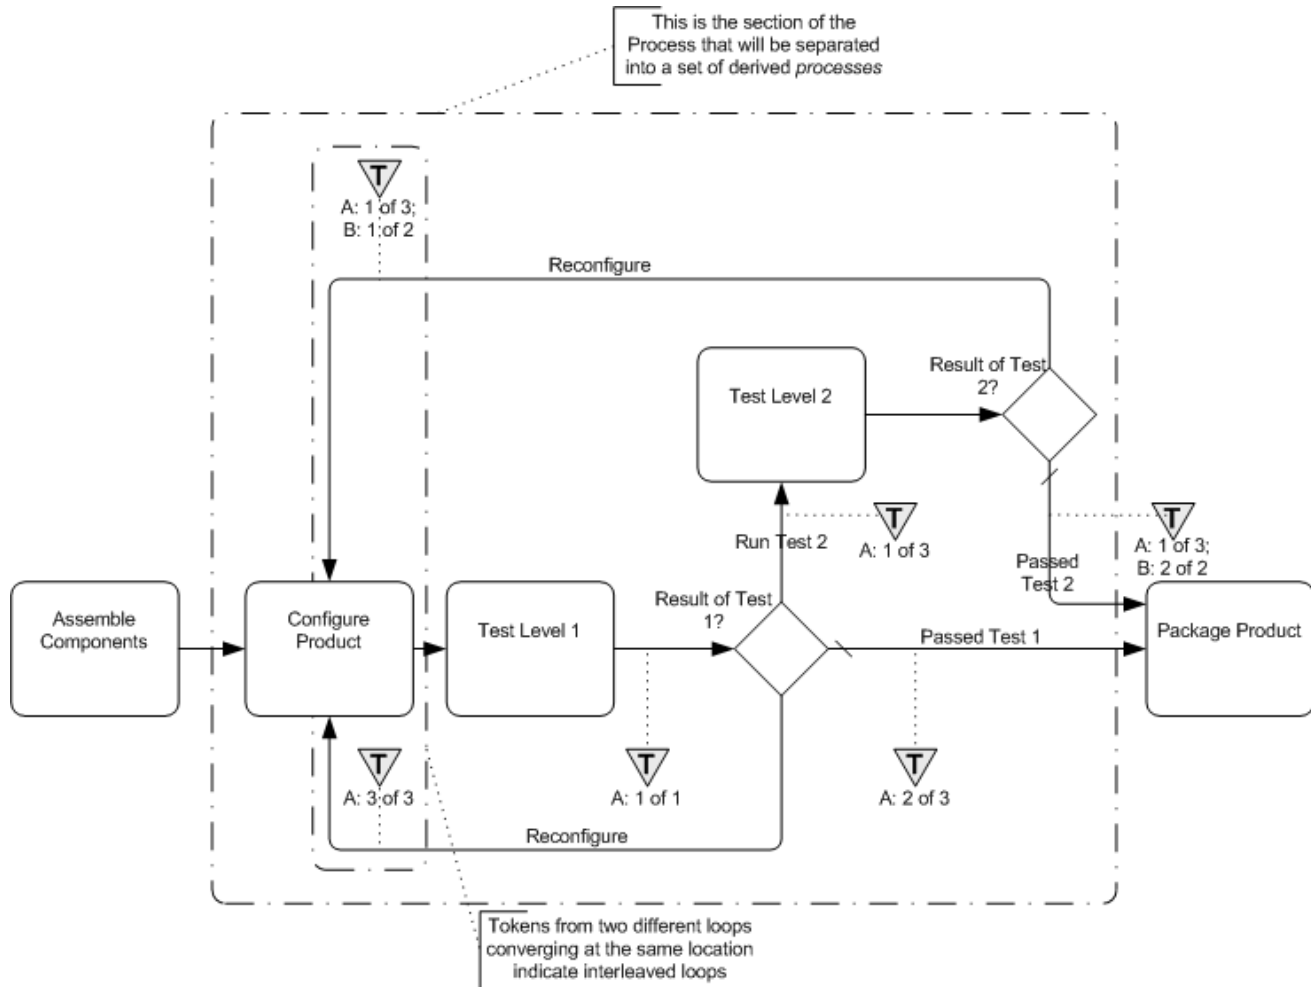 This is the section of the
Process that will be separated
into a set of derived processes
T
A: 1 of 3;
B: 1 of 2
Reconfigure
Result of Test
2?
Test Level 2
T
A: 1 of 3
Run Test 2
T
A: 1 of 3;
B: 2 of 2
Passed
Test 2
Assemble
Components
Configure
Product
Test Level 1
Result of Test
1?
Passed Test 1
Package Product
T
A: 3 of 3
T
A: 1 of 1
T
A: 2 of 3
Reconfigure
Tokens from two different loops
converging at the same location
indicate interleaved loops